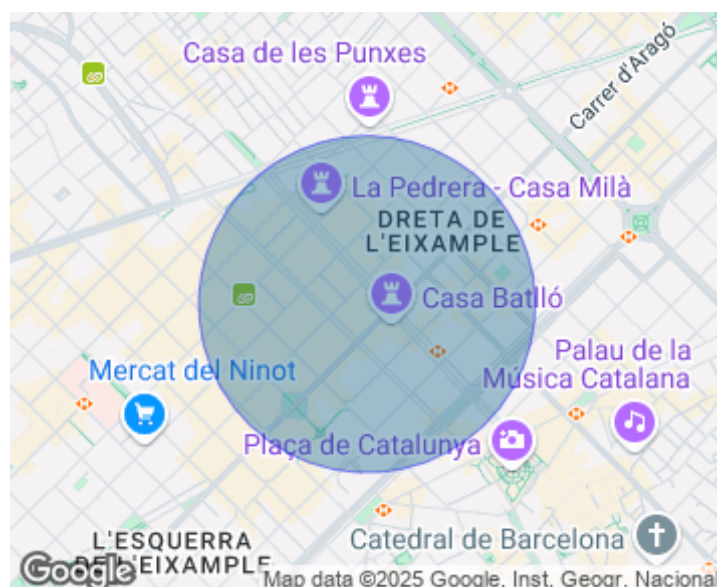 Casa de les Punxes
Carrer d'Aragó
La Pedrera - Casa Milà
DRETA DE
L'EIXAMPLE
Casa Batlló
Palau de la
Música Catalana
Mercat del Ninot
Plaça de Catalunya
L'ESQUERRA
DE L'EIXAMPLE
Catedral de Barcelona
Google
Map data ©2025 Google, Inst. Geogr. Naciona